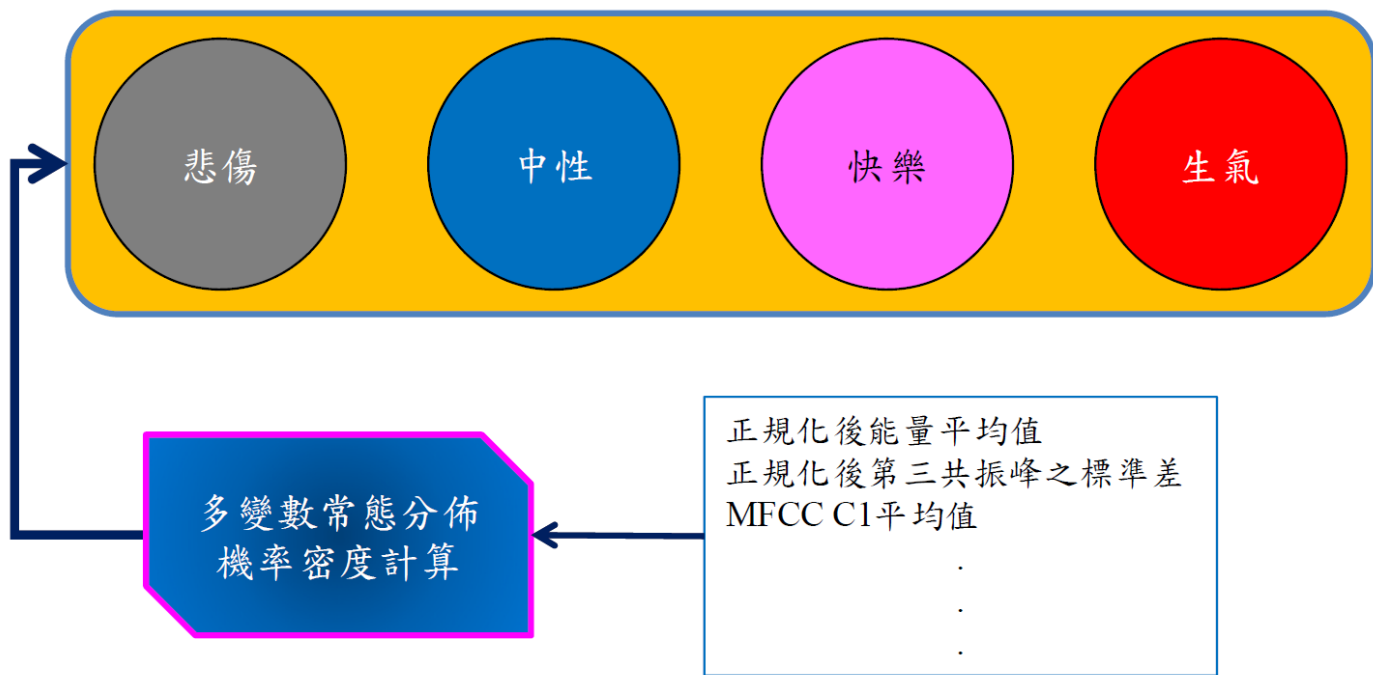 悲傷
中性
快樂
生氣
多變數常態分佈
機率密度計算
正規化後能量平均值
正規化後第三共振峰之標準差
MFCC C1平均值
.
.
.